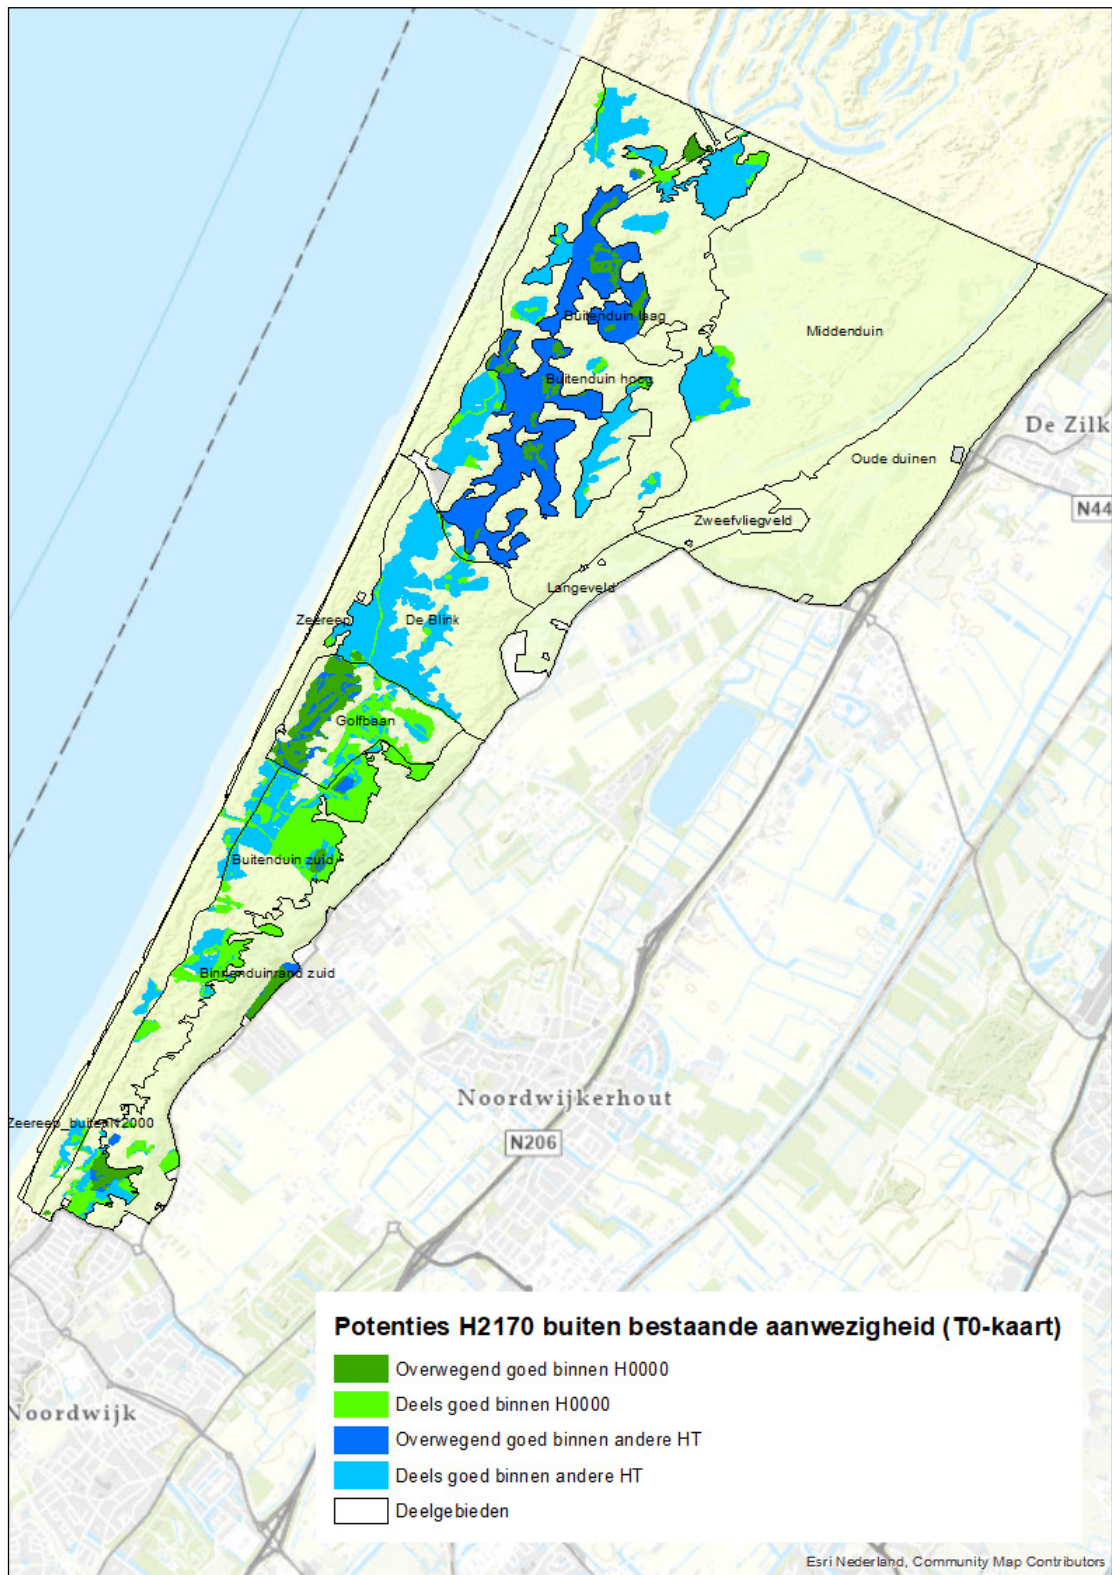 Buitenduin laag
Middenduin
Buitenduin hoog
De Zilk
Oude duinen
N44
Zweefvliegveld
Langeveld
Zeereep
De Blink
Golfbaan
Buitenduin zuid
Binnenduinrand zuid
Noordwijkerhout
Zeereep_buitenN2000
N206
Potenties H2170 buiten bestaande aanwezigheid (T0-kaart)
Overwegend goed binnen H0000
Deels goed binnen H0000
Noordwijk
Overwegend goed binnen andere HT
Deels goed binnen andere HT
Deelgebieden
Esri Nederland, Community Map Contributors